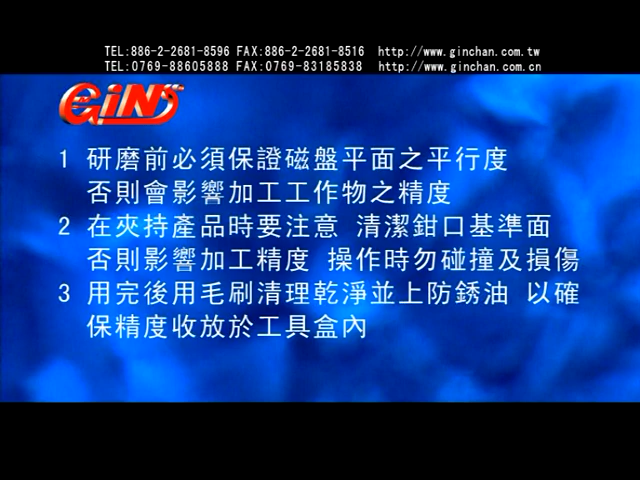 TEL:886-2-2681-8596 FAX:886-2-2681-8516 http://www.ginchan.com.tw
TEL:0769-88605888 FAX:0769-83185838 http://www.ginchan.com.cn
GiN
1 研磨前必須保證磁盤平面之平行度
否則會影響加工工作物之精度
2 在夾持產品時要注意 清潔鉗口基準面
否則影響加工精度 操作時勿碰撞及損傷
3 用完後用毛刷清理乾淨並上防銹油 以確
保精度收放於工具盒內